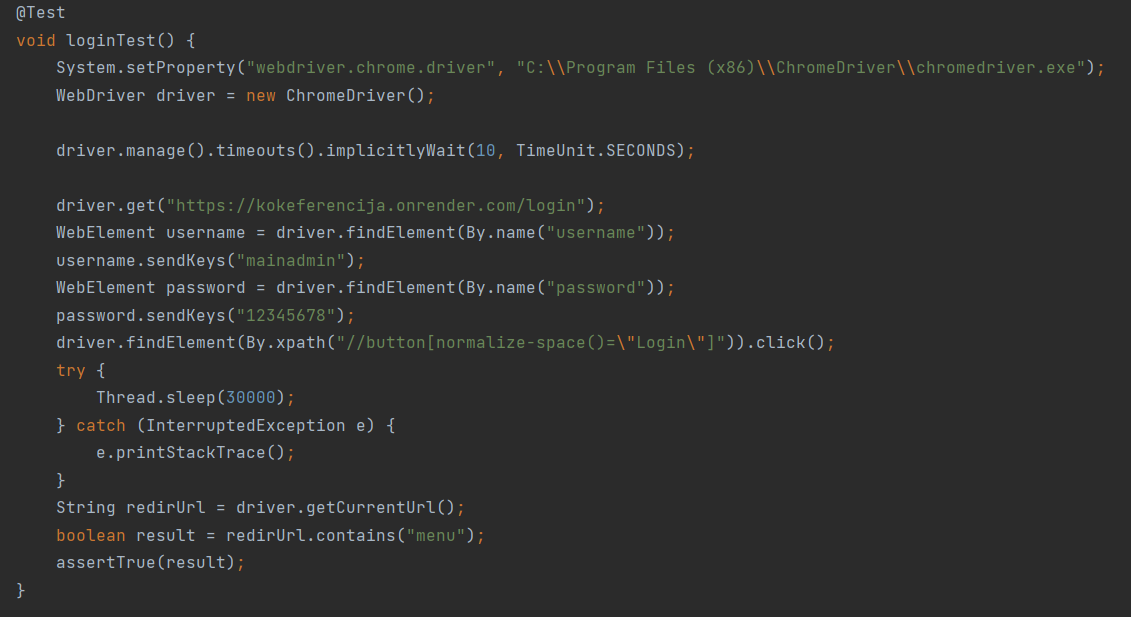 @Test
void loginTest() {
    System.setProperty("webdriver.chrome.driver", "C:\\Program Files (x86)\\ChromeDriver\\chromedriver.exe");
    WebDriver driver = new ChromeDriver();

    driver.manage().timeouts().implicitlyWait(10, TimeUnit.SECONDS);

    driver.get("https://kokeferencija.onrender.com/login");
    WebElement username = driver.findElement(By.name("username"));
    username.sendKeys("mainadmin");
    WebElement password = driver.findElement(By.name("password"));
    password.sendKeys("12345678");
    driver.findElement(By.xpath("//button[normalize-space()=\"Login\"]")).click();
    try {
        Thread.sleep(30000);
    } catch (InterruptedException e) {
        e.printStackTrace();
    }
    String redirUrl = driver.getCurrentUrl();
    boolean result = redirUrl.contains("menu");
    assertTrue(result);
}